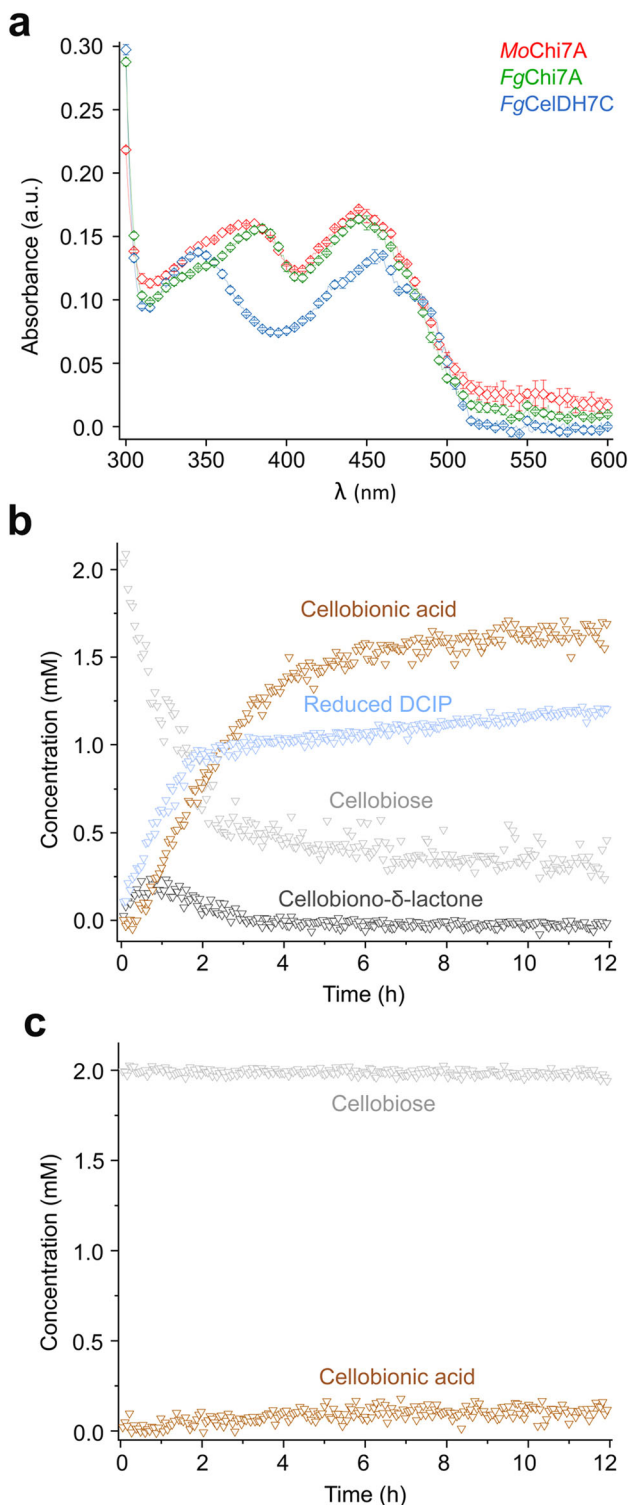 a
MoChi7A
FgChi7A
FgCelDH7C
0.30
0.25
0.20
0.15
0.10
0.05
0.0
Absorbance (a.u.)
300 350 400 450 500 550 600
λ (nm)
b
2.0
1.5
1.0
0.5
0.0
Concentration (mM)
Cellobionic acid
Reduced DCIP
Cellobiose
Cellobiono-δ-lactone
0 2 4 6 8 10 12
Time (h)
c
2.0
1.5
1.0
0.5
0.0
Concentration (mM)
Cellobiose
Cellobionic acid
0 2 4 6 8 10 12
Time (h)